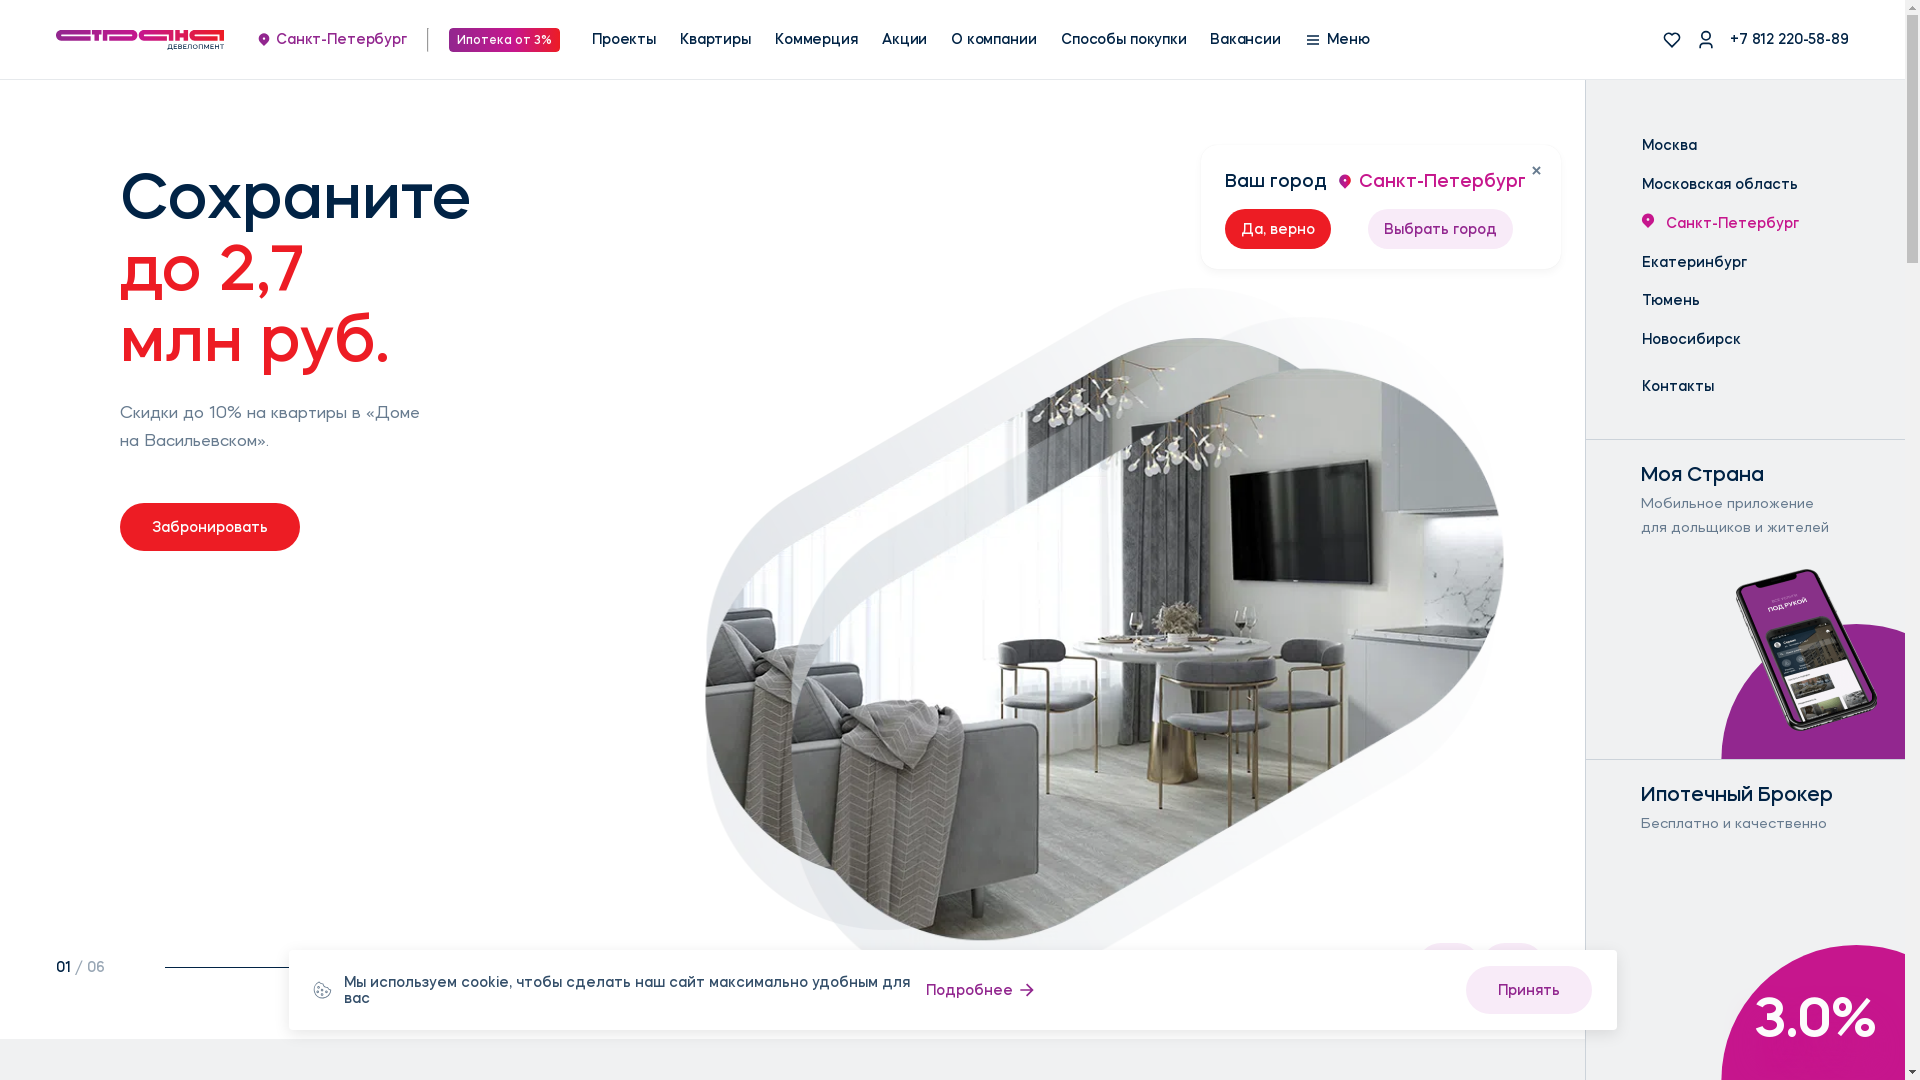 СТРАНА
ДЕВЕЛОПМЕНТ
Санкт-Петербург
Ипотека от 3%
Проекты
Квартиры
Коммерция
Акции
О компании
Способы покупки
Вакансии
Меню
+7 812 220-58-89
Сохраните
до 2,7
млн руб.
Скидки до 10% на квартиры в «Доме
на Васильевском».
Забронировать
Ваш город Санкт-Петербург
Да, верно
Выбрать город
Москва
Московская область
Санкт-Петербург
Екатеринбург
Тюмень
Новосибирск
Контакты
Моя Страна
Мобильное приложение
для дольщиков и жителей
ПОД РУКОЙ
Ипотечный Брокер
Бесплатно и качественно
3.0%
01 / 06
Мы используем cookie, чтобы сделать наш сайт максимально удобным для
вас
Подробнее
Принять